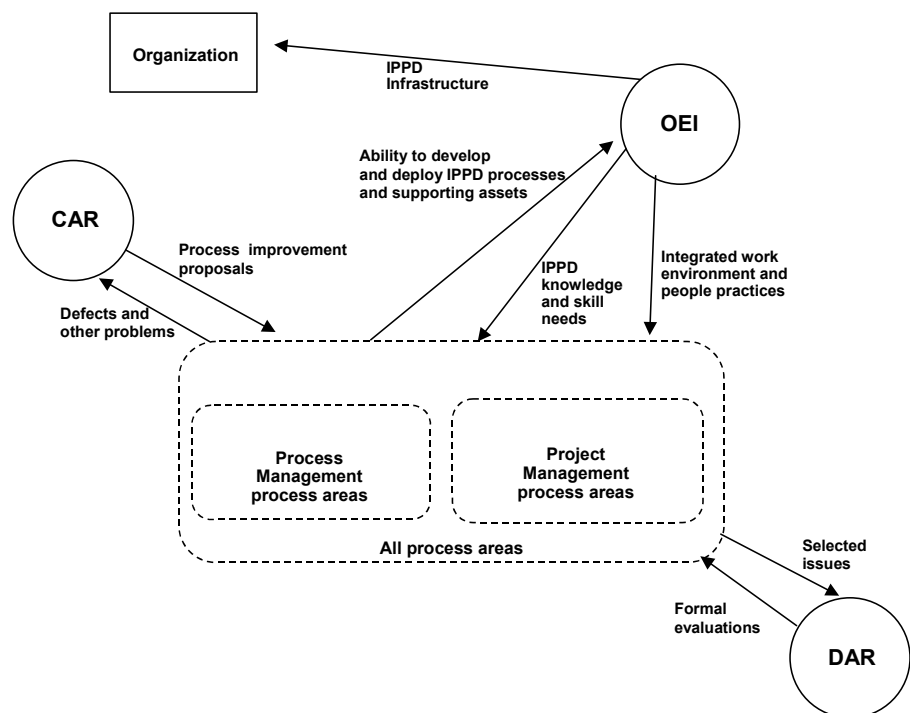 Organization
IPPD
Infrastructure
OEI
Ability to develop
and deploy IPPD processes
and supporting assets
CAR
Process improvement
proposals
IPPD
knowledge
and skill
needs
Integrated work
environment and
people practices
Defects and
other problems
Process
Management
process areas
Project
Management
process areas
All process areas
Selected
issues
Formal
evaluations
DAR